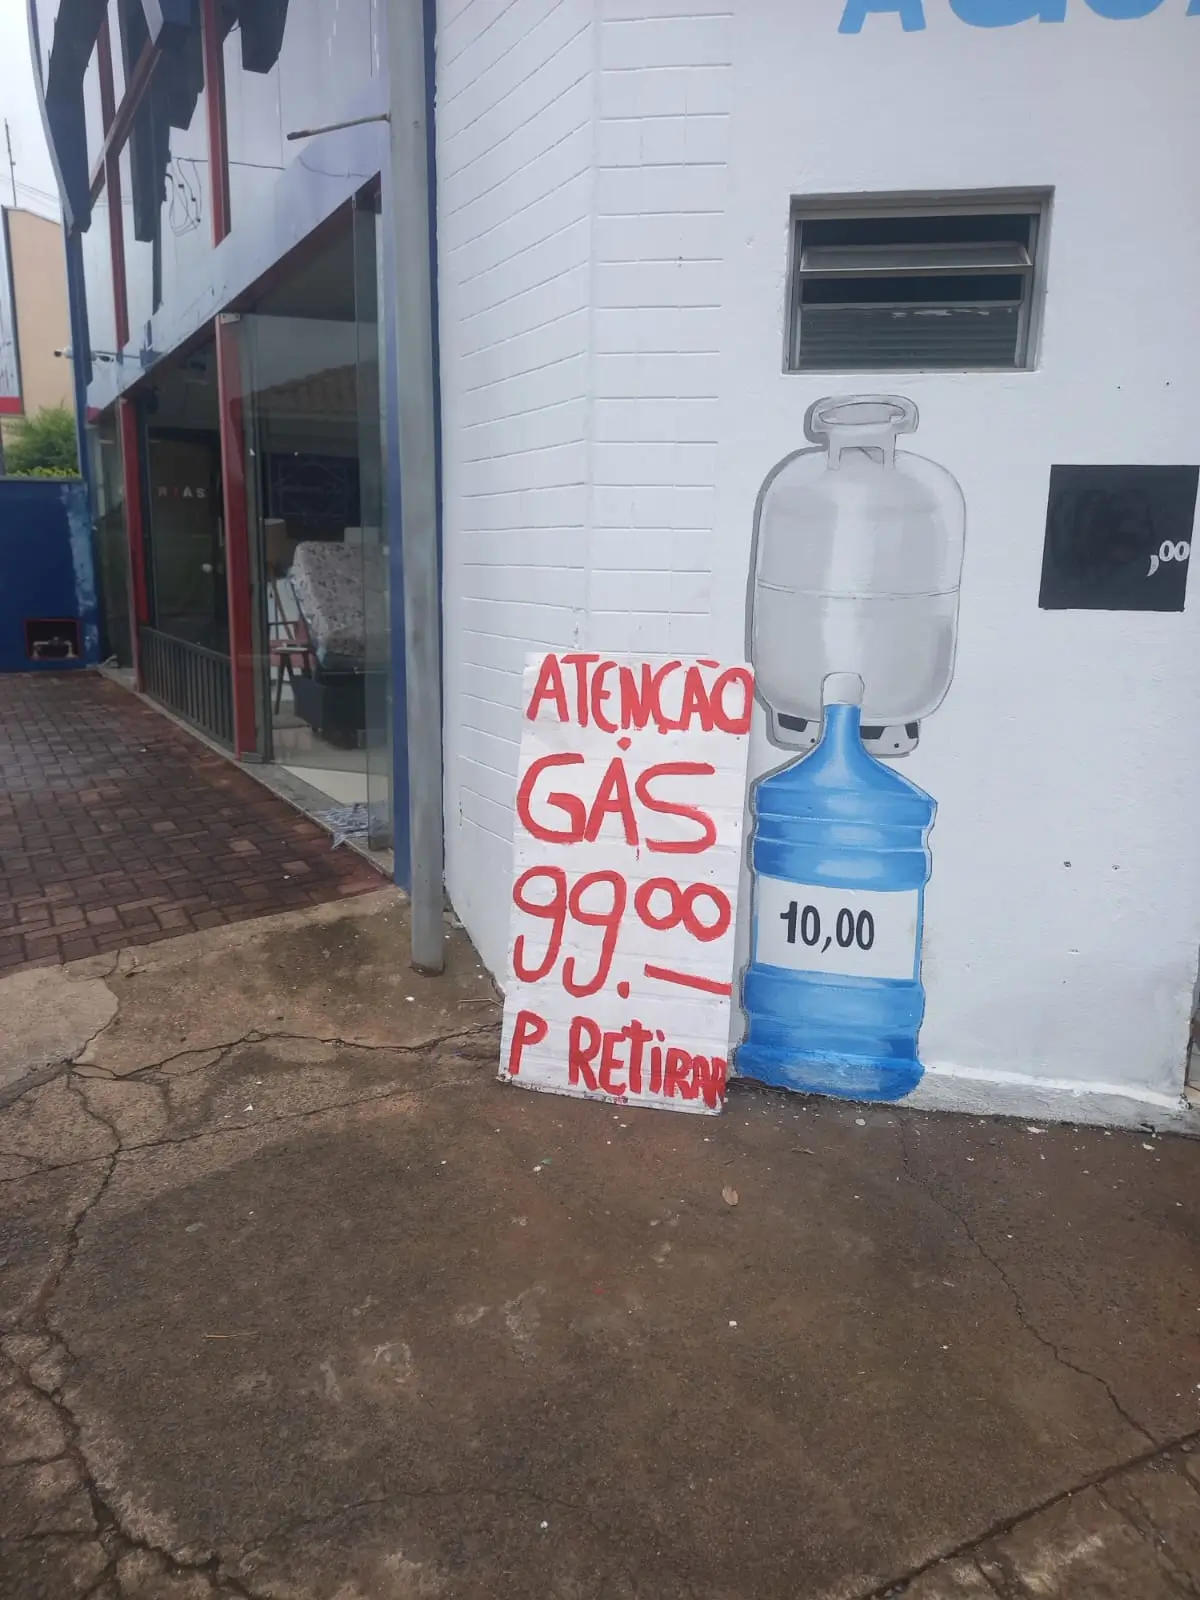 ATENÇÃO
GÁS
99,00
P RETIRAR
10,00
,00